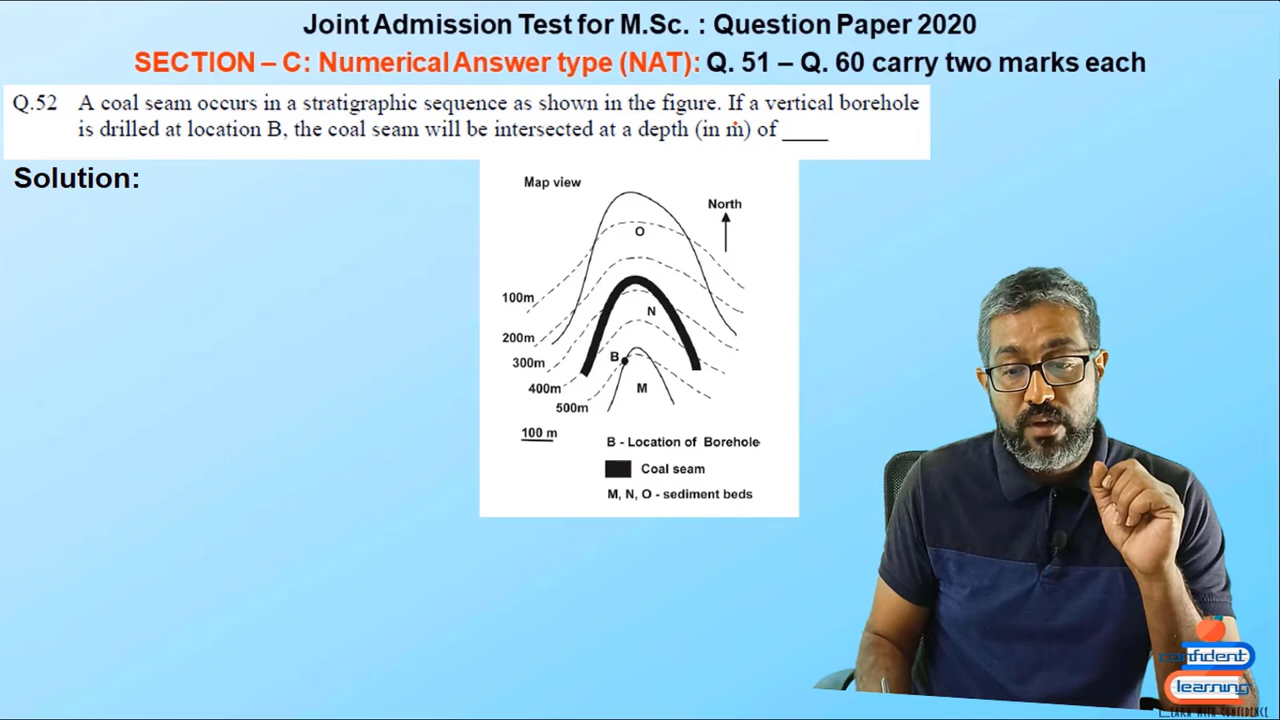 Joint Admission Test for M.Sc. : Question Paper 2020
SECTION – C: Numerical Answer type (NAT): Q. 51 – Q. 60 carry two marks each
Q.52 A coal seam occurs in a stratigraphic sequence as shown in the figure. If a vertical borehole
is drilled at location B, the coal seam will be intersected at a depth (in m) of ____
Solution:
Map view
North
O
100m
N
200m
B
300m
M
400m
500m
100 m
B - Location of Borehole
Coal seam
M, N, O - sediment beds
confident
learning
LEARN WITH CONFIDENCE